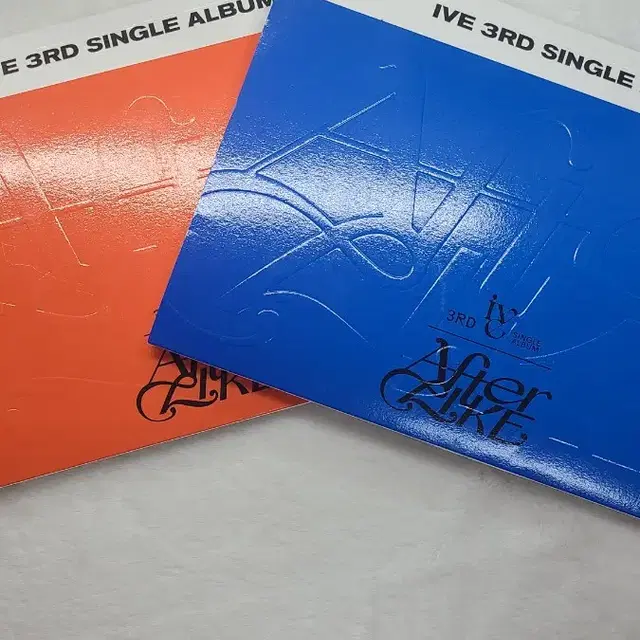 E 3RD SINGLE ALBUM
After
LIKE
IVE 3RD SINGLE
ive
3RD
SINGLE
ALBUM
After
LIKE